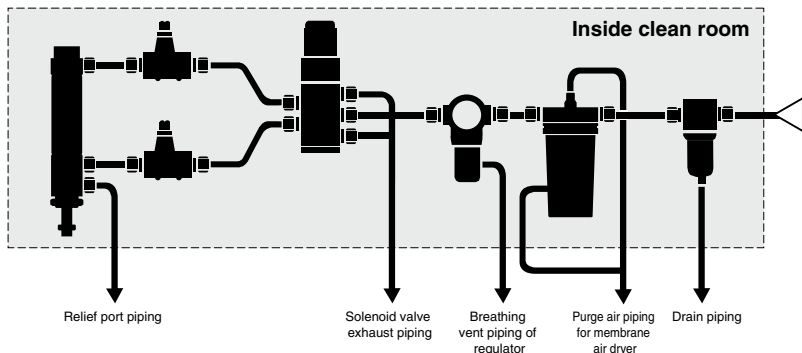 Inside clean room
Relief port piping
Solenoid valve
exhaust piping
Breathing
vent piping of
regulator
Purge air piping
for membrane
air dryer
Drain piping